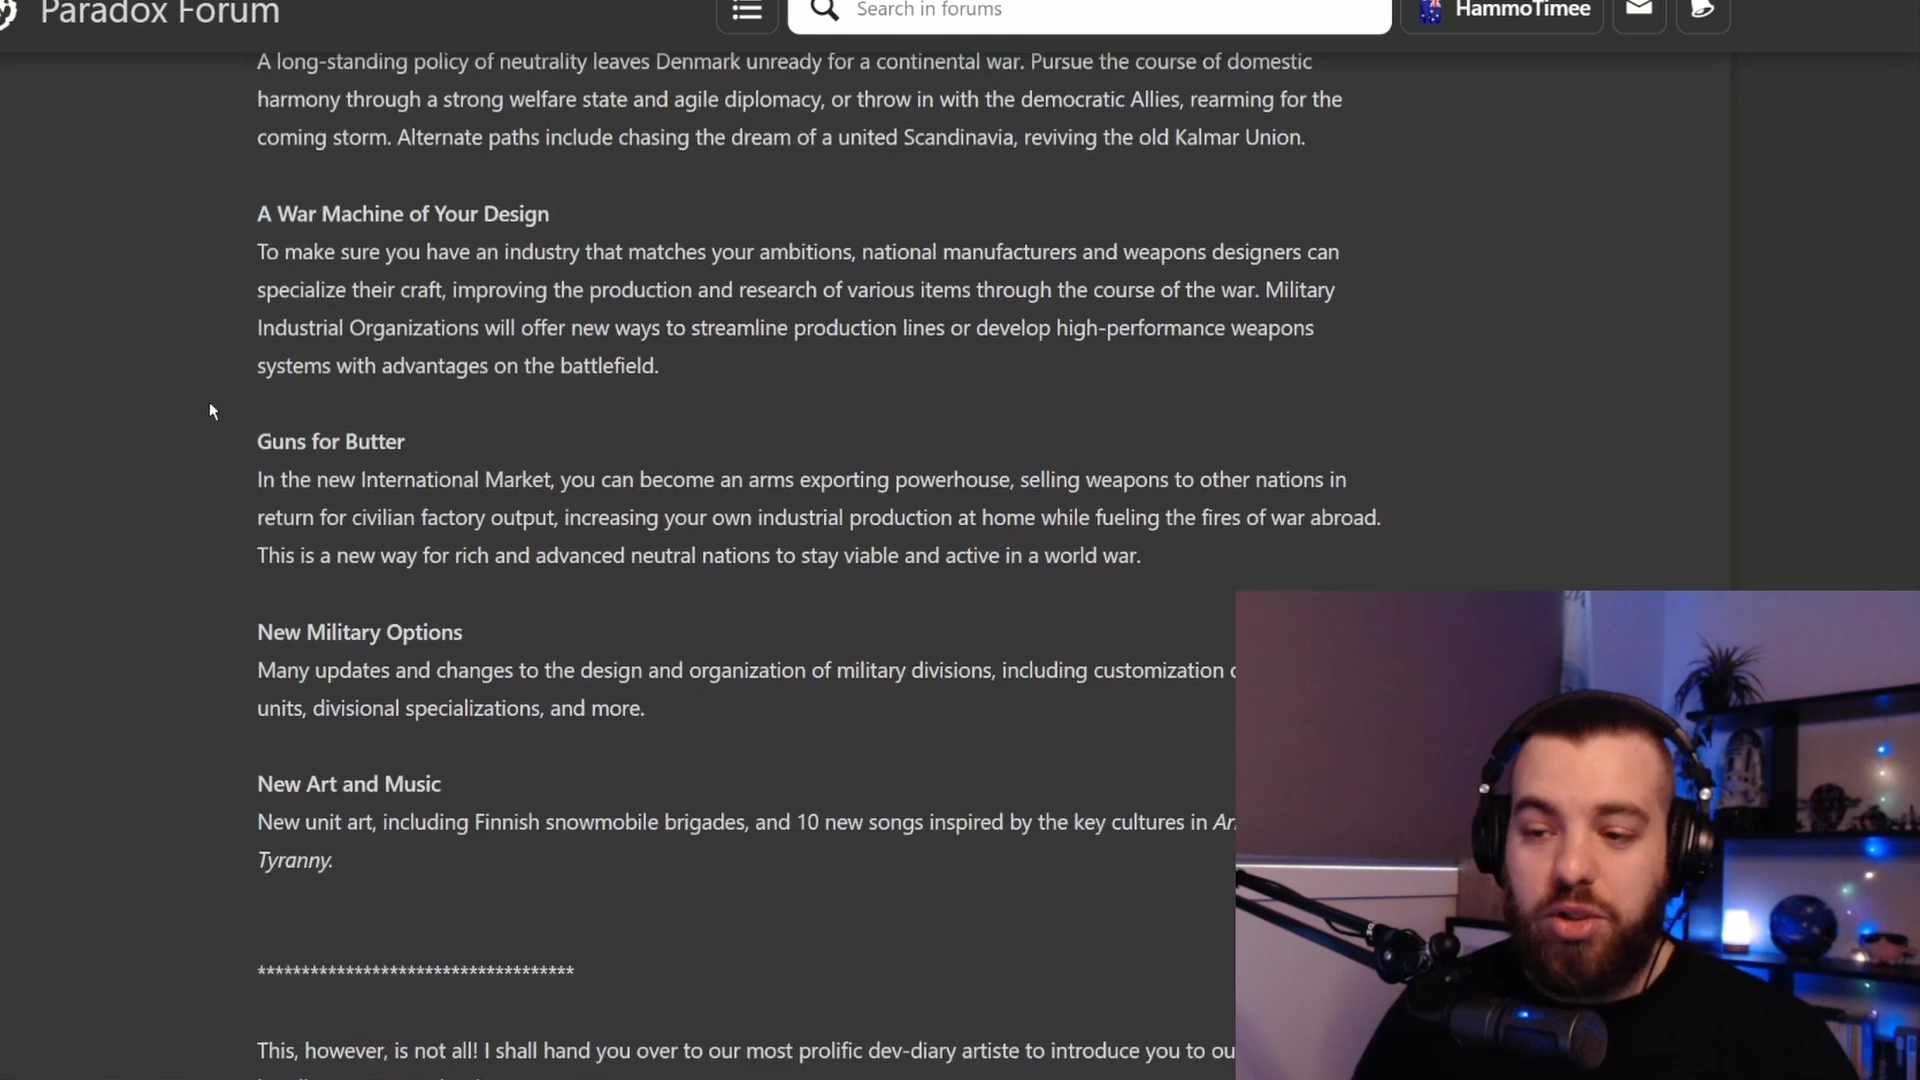 Paradox Forum
Search in forums
HammoTimee
A long-standing policy of neutrality leaves Denmark unready for a continental war. Pursue the course of domestic
harmony through a strong welfare state and agile diplomacy, or throw in with the democratic Allies, rearming for the
coming storm. Alternate paths include chasing the dream of a united Scandinavia, reviving the old Kalmar Union.
A War Machine of Your Design
To make sure you have an industry that matches your ambitions, national manufacturers and weapons designers can
specialize their craft, improving the production and research of various items through the course of the war. Military
Industrial Organizations will offer new ways to streamline production lines or develop high-performance weapons
systems with advantages on the battlefield.
Guns for Butter
In the new International Market, you can become an arms exporting powerhouse, selling weapons to other nations in
return for civilian factory output, increasing your own industrial production at home while fueling the fires of war abroad.
This is a new way for rich and advanced neutral nations to stay viable and active in a world war.
New Military Options
Many updates and changes to the design and organization of military divisions, including customization
units, divisional specializations, and more.
New Art and Music
New unit art, including Finnish snowmobile brigades, and 10 new songs inspired by the key cultures in
Tyranny.
************************************
This, however, is not all! I shall hand you over to our most prolific dev-diary artiste to introduce you to